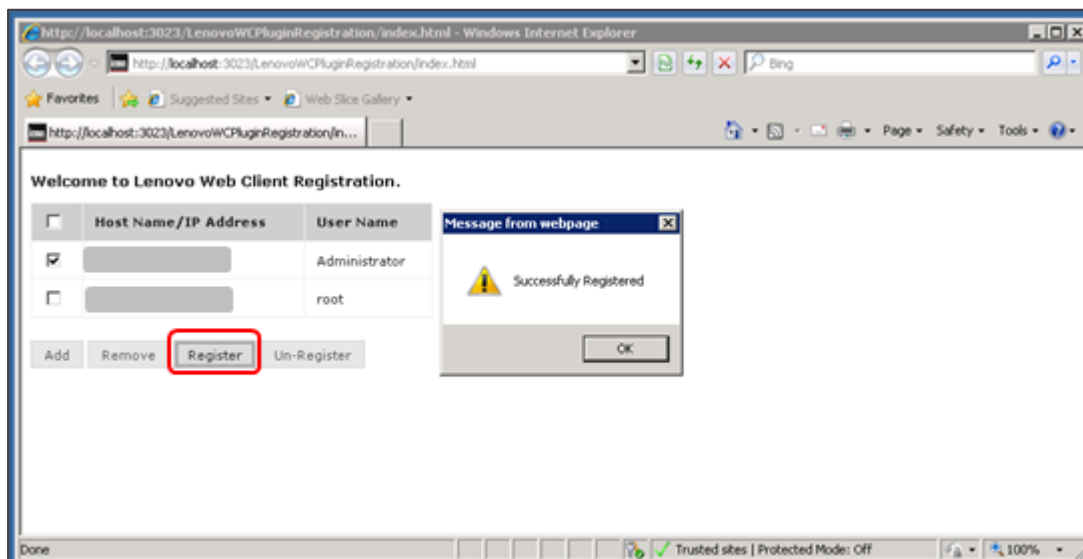 http://localhost:3023/LenovoWCPluginRegistration/index.html - Windows Internet Explorer
http://localhost:3023/LenovoWCPluginRegistration/index.html
Bing
Favorites Suggested Sites Web Slice Gallery
http://localhost:3023/LenovoWCPluginRegistration/in...
Page Safety Tools
Welcome to Lenovo Web Client Registration.
Host Name/IP Address User Name
Administrator
root
Add Remove Register Un-Register
Message from webpage
Successfully Registered
OK
Done Trusted sites | Protected Mode: Off 100%